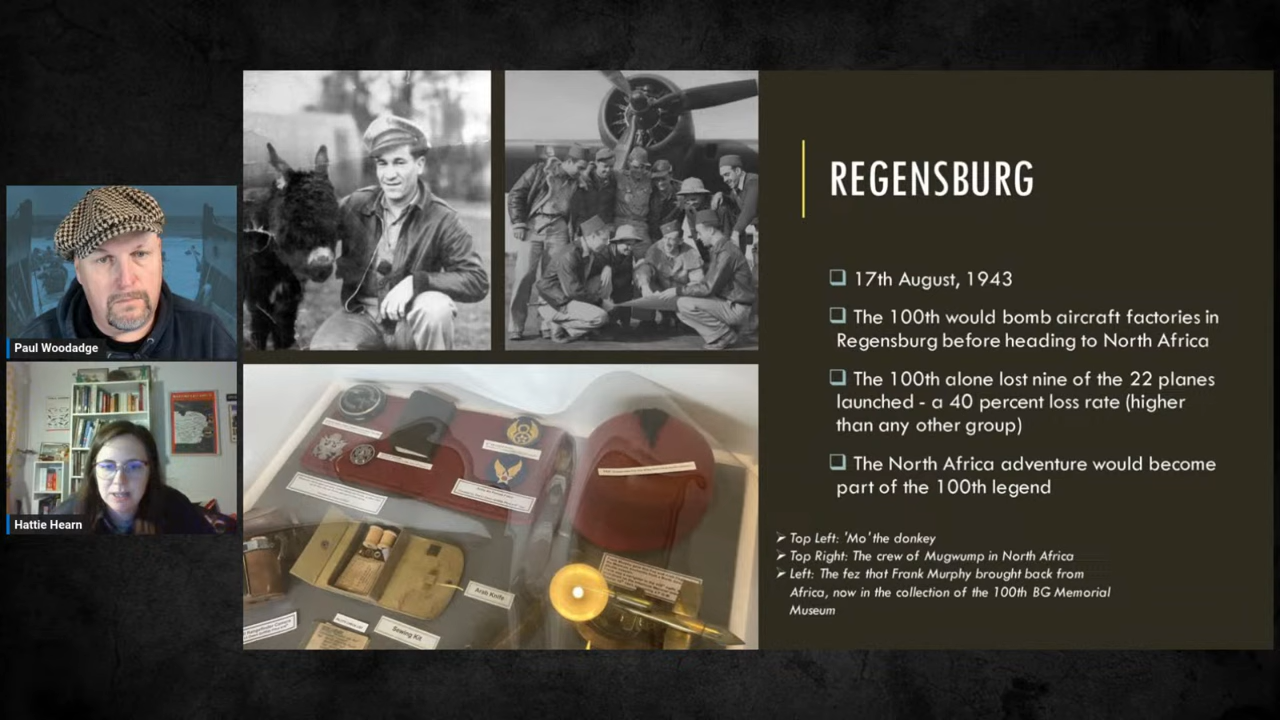 Paul Woodadge
Hattie Hearn
REGENSBURG
17th August, 1943
The 100th would bomb aircraft factories in
Regensburg before heading to North Africa
The 100th alone lost nine of the 22 planes
launched - a 40 percent loss rate (higher
than any other group)
The North Africa adventure would become
part of the 100th legend
Top Left: 'Mo' the donkey
Top Right: The crew of Mugwump in North Africa
Left: The fez that Frank Murphy brought back from
Africa, now in the collection of the 100th BG Memorial
Museum
Arab Knife
Sewing Kit